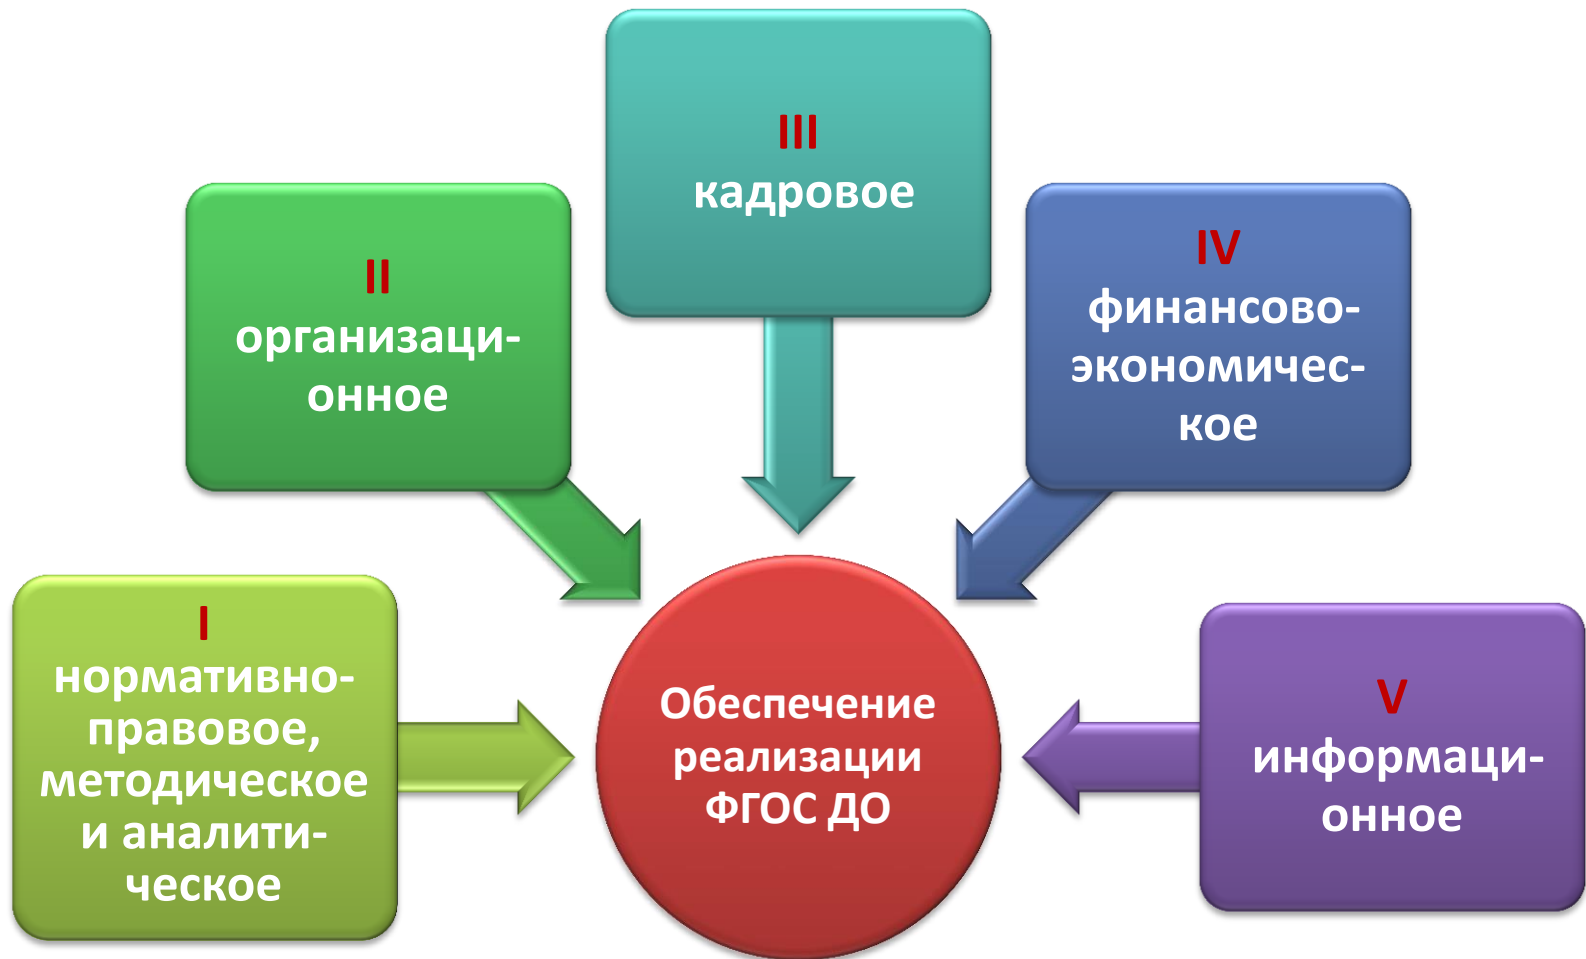 I
нормативно-
правовое,
методическое
и аналити-
ческое
II
организаци-
онное
III
кадровое
IV
финансово-
экономичес-
кое
V
информаци-
онное
Обеспечение
реализации
ФГОС ДО